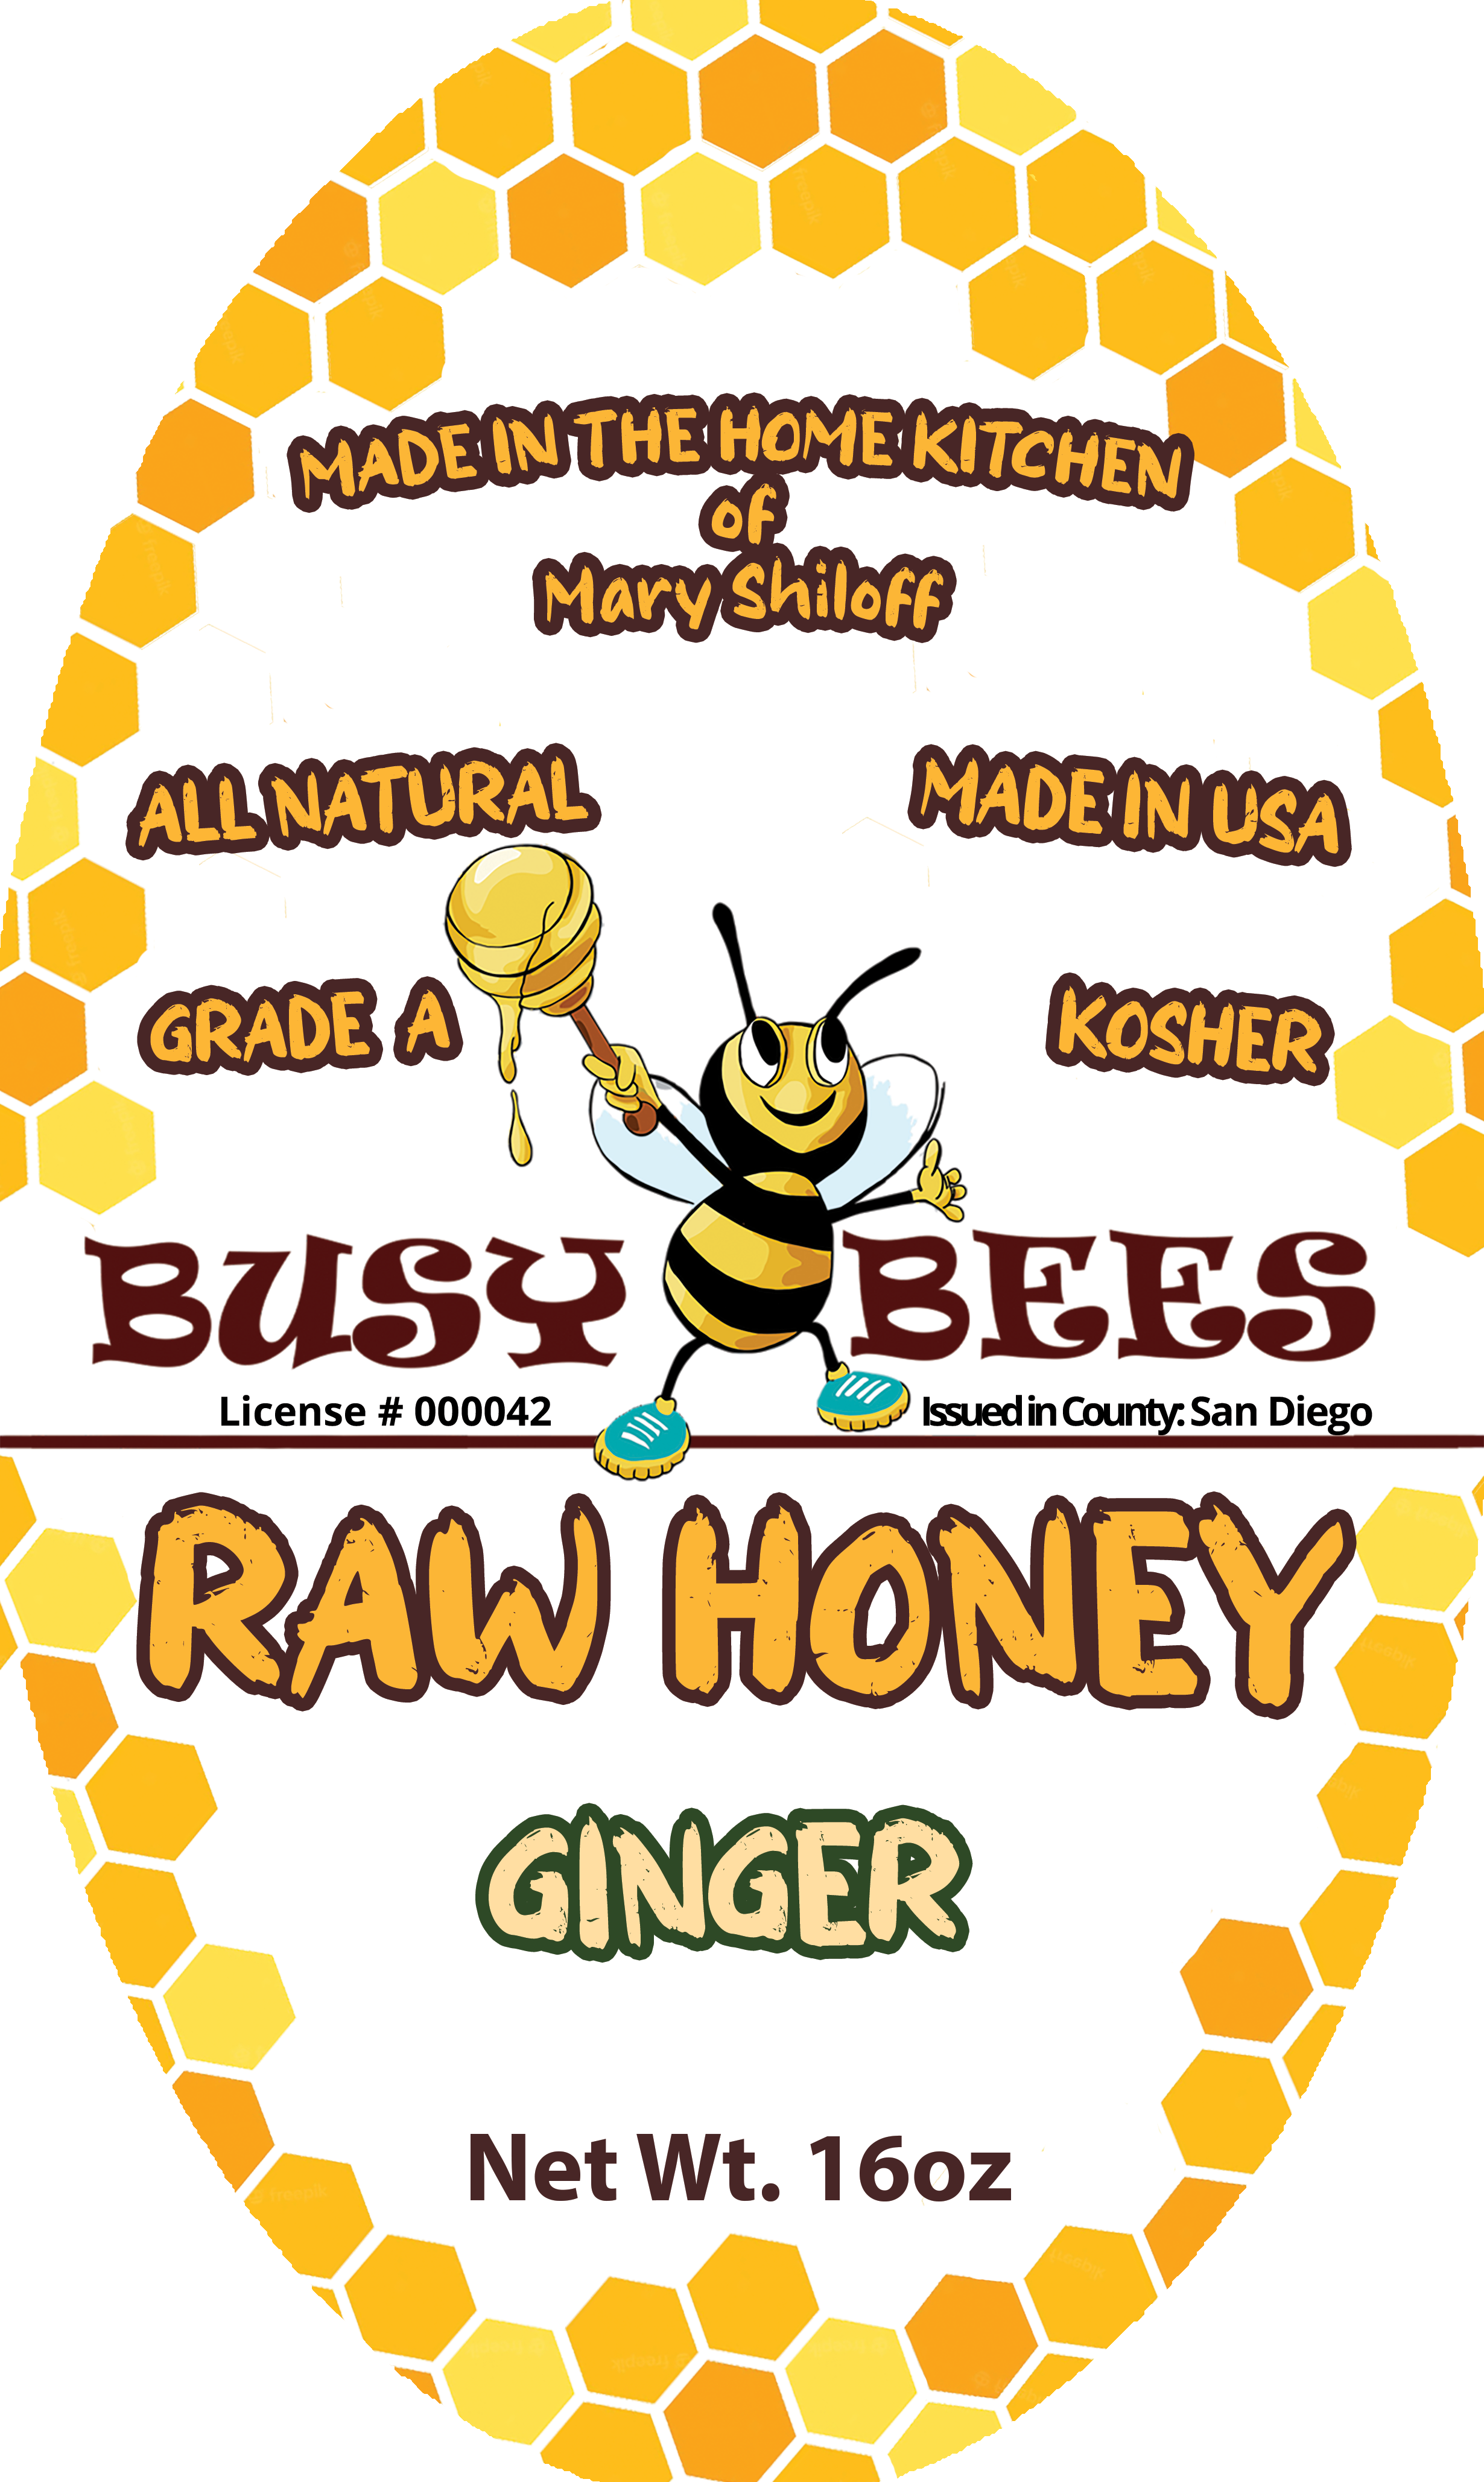 MADE IN THE HOME KITCHEN
of
Mary Shiloff
ALL NATURAL
MADE IN USA
GRADE A
KOSHER
BUSY BEES
License # 000042
Issued in County: San Diego
RAW HONEY
GINGER
Net Wt. 16oz